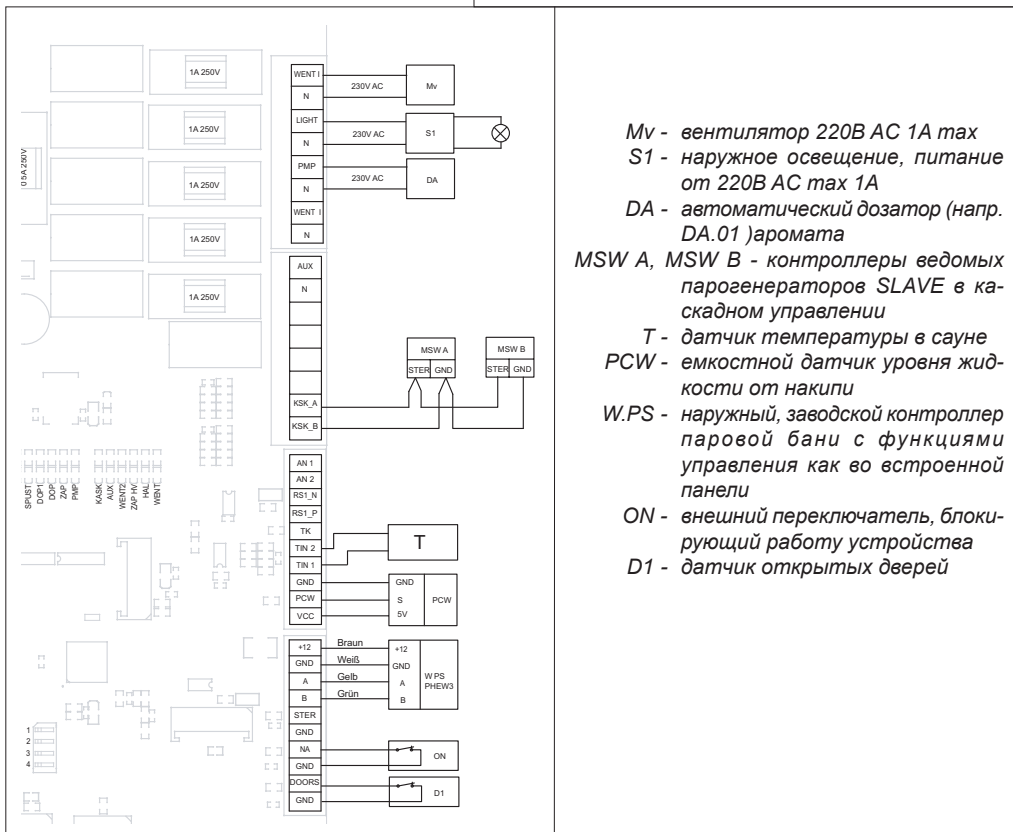 1A 250V
1A 250V
1A 250V
1A 250V
1A 250V
WENT I
N
LIGHT
N
PMP
N
WENT I
N
230V AC
230V AC
230V AC
Mv
S1
DA
AUX
N
KSK_A
KSK_B
MSW A
STER GND
MSW B
STER GND
SPUST
DOP1
DOP
ZAP
PMP
KASK
AUX
WENT2
ZAP HV
HAL
WENT
AN 1
AN 2
RS1_N
RS1_P
TK
TIN 2
TIN 1
GND
PCW
VCC
T
GND
S
5V
PCW
+12
GND
A
B
STER
GND
NA
GND
DOORS
GND
Braun
Weiß
Gelb
Grün
+12
GND
A
B
W PS
PHEW3
ON
D1
1
2
3
4
Mv - вентилятор 220В AC 1A max
S1 - наружное освещение, питание
от 220В AC max 1A
DA - автоматический дозатор (напр.
DA.01 )аромата
MSW A, MSW B - контроллеры ведомых
парогенераторов SLAVE в ка-
скадном управлении
T - датчик температуры в сауне
PCW - емкостной датчик уровня жид-
кости от накипи
W.PS - наружный, заводской контроллер
паровой бани с функциями
управления как во встроенной
панели
ON - внешний переключатель, блоки-
рующий работу устройства
D1 - датчик открытых дверей